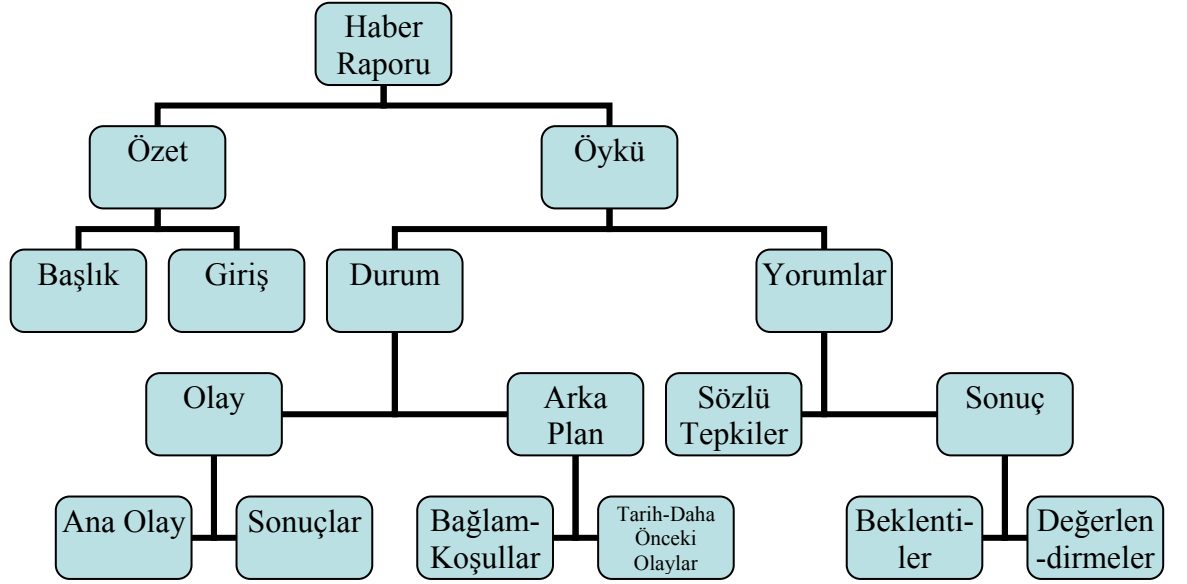 Haber
Raporu
Özet
Öykü
Başlık
Giriş
Durum
Yorumlar
Olay
Arka
Plan
Sözlü
Tepkiler
Sonuç
Ana Olay
Sonuçlar
Bağlam-
Koşullar
Tarih-Daha
Önceki
Olaylar
Beklenti-
ler
Değerlen
-dirmeler